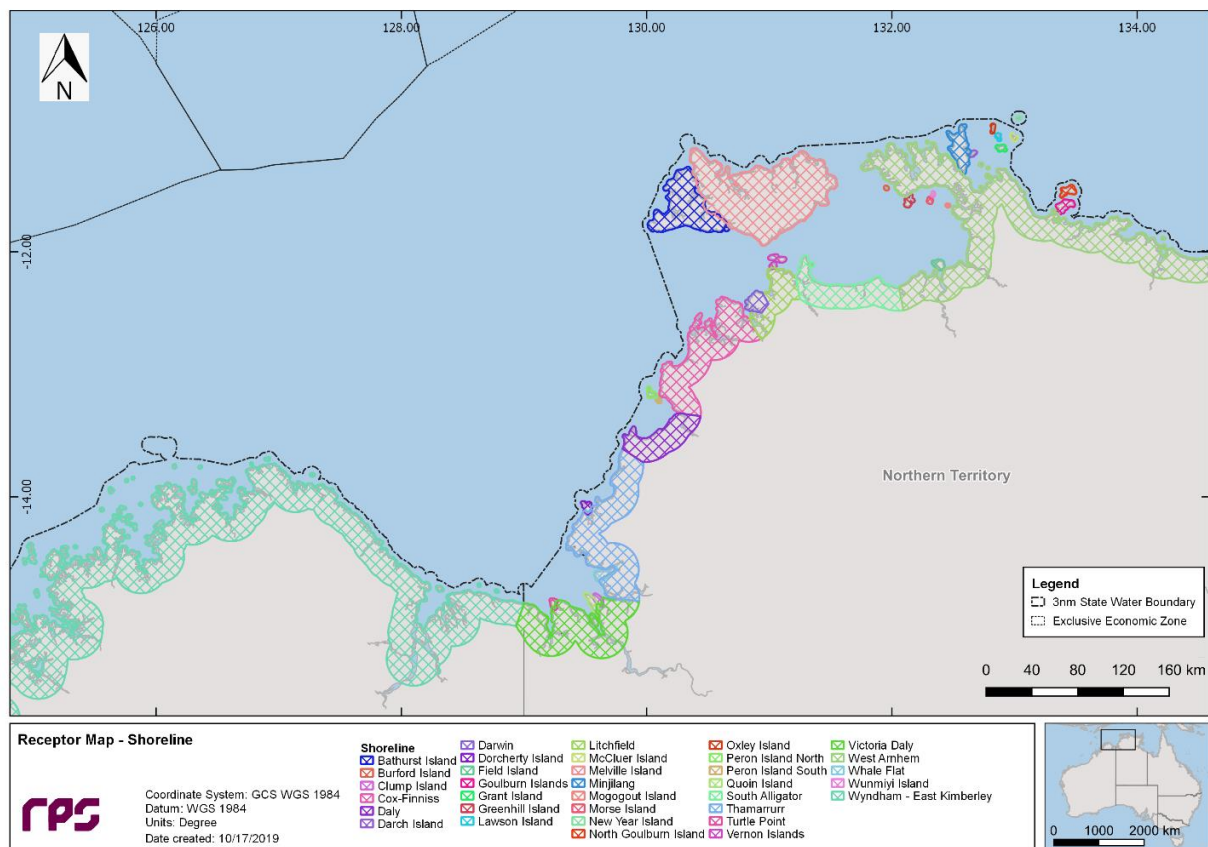 126.00 128.00 130.00 132.00 134.00
N
-12.00
-14.00
Northern Territory
Legend
3nm State Water Boundary
Exclusive Economic Zone
0 40 80 120 160 km
Receptor Map - Shoreline
rps
Coordinate System: GCS WGS 1984
Datum: WGS 1984
Units: Degree
Date created: 10/17/2019
Shoreline
Bathurst Island
Burford Island
Clump Island
Cox-Finniss
Daly
Darch Island
Darwin
Dorcherty Island
Field Island
Goulburn Islands
Grant Island
Greenhill Island
Lawson Island
Litchfield
McCluer Island
Melville Island
Minjilang
Mogogout Island
Morse Island
New Year Island
North Goulburn Island
Oxley Island
Peron Island North
Peron Island South
Quoin Island
South Alligator
Thamarrurr
Turtle Point
Vernon Islands
Victoria Daly
West Arnhem
Whale Flat
Wunmiyi Island
Wyndham - East Kimberley
0 1000 2000 km